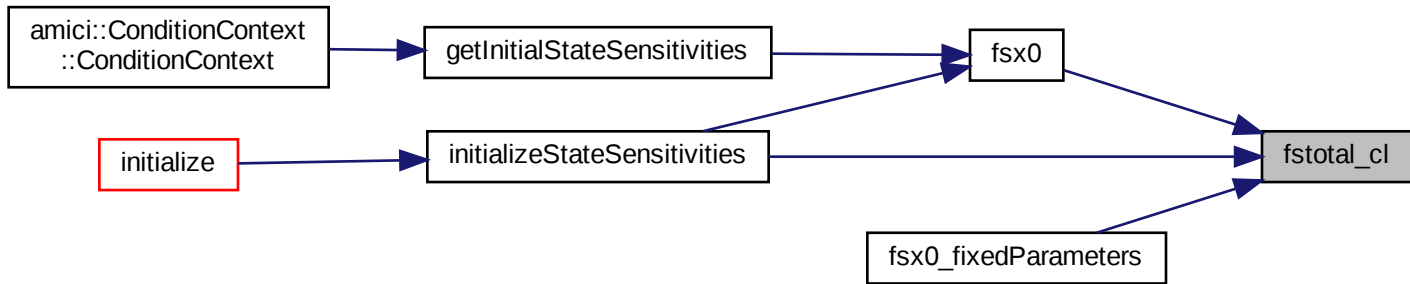 amici::ConditionContext
::ConditionContext
getInitialStateSensitivities
fsx0
initialize
initializeStateSensitivities
fstotal_cl
fsx0_fixedParameters